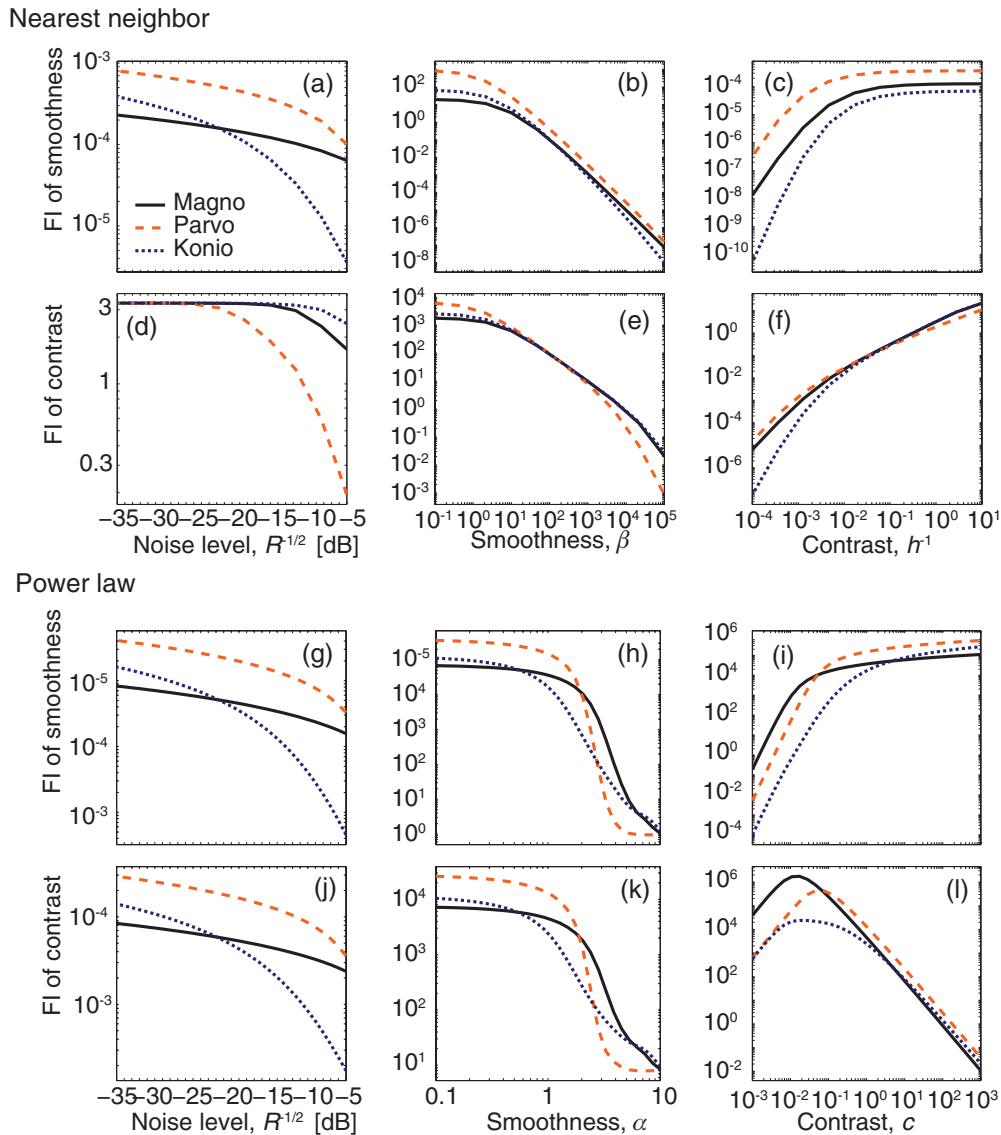 Nearest neighbor
FI of smoothness
10^-3
10^-4
10^-5
(a)
Magno
Parvo
Konio
10^2
10^0
10^-2
10^-4
10^-6
10^-8
(b)
10^-4
10^-5
10^-6
10^-7
10^-8
10^-9
10^-10
(c)
FI of contrast
3
1
0.3
(d)
-35 -30 -25 -20 -15 -10 -5
Noise level, R^-1/2 [dB]
10^4
10^3
10^2
10^1
10^0
10^-1
10^-2
10^-3
(e)
10^-1 10^0 10^1 10^2 10^3 10^4 10^5
Smoothness, β
10^0
10^-2
10^-4
10^-6
(f)
10^-4 10^-3 10^-2 10^-1 10^0 10^1
Contrast, h^-1
Power law
FI of smoothness
10^-5
10^-4
10^-3
(g)
10^-5
10^4
10^3
10^2
10^1
10^0
(h)
10^6
10^4
10^2
10^0
10^-2
10^-4
(i)
FI of contrast
10^-4
10^-3
(j)
-35 -30 -25 -20 -15 -10 -5
Noise level, R^-1/2 [dB]
10^4
10^3
10^2
10^1
(k)
0.1 1 10
Smoothness, α
10^6
10^4
10^2
10^0
10^-2
(l)
10^-3 10^-2 10^-1 10^0 10^1 10^2 10^3
Contrast, c